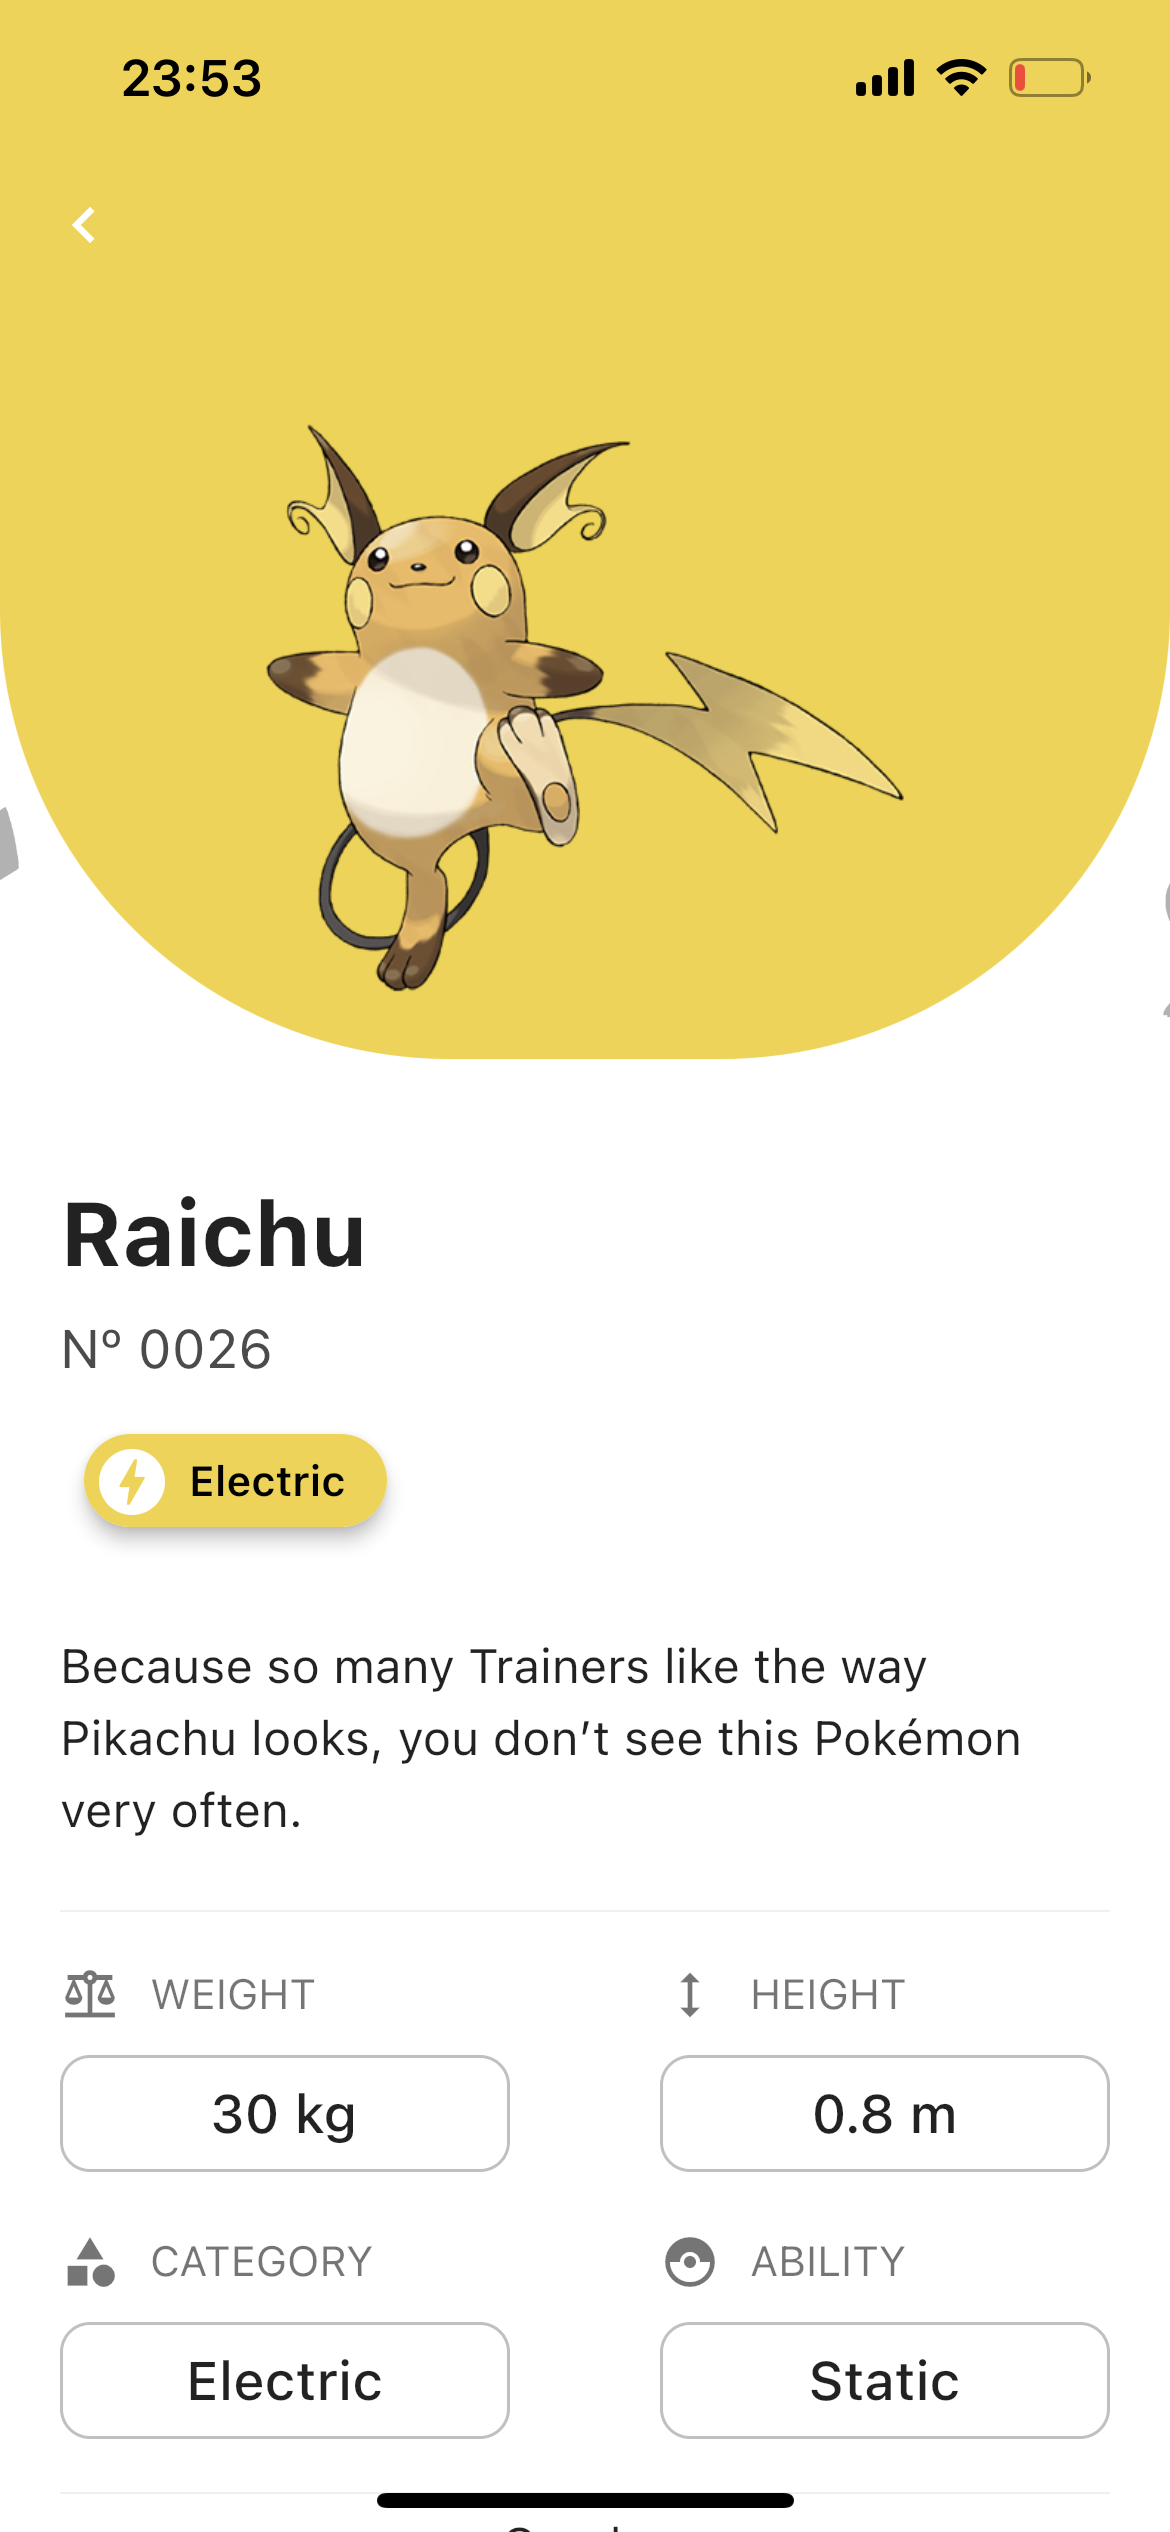 23:53
Raichu
Nº 0026
Electric
Because so many Trainers like the way
Pikachu looks, you don’t see this Pokémon
very often.
WEIGHT
HEIGHT
30 kg
0.8 m
CATEGORY
ABILITY
Electric
Static